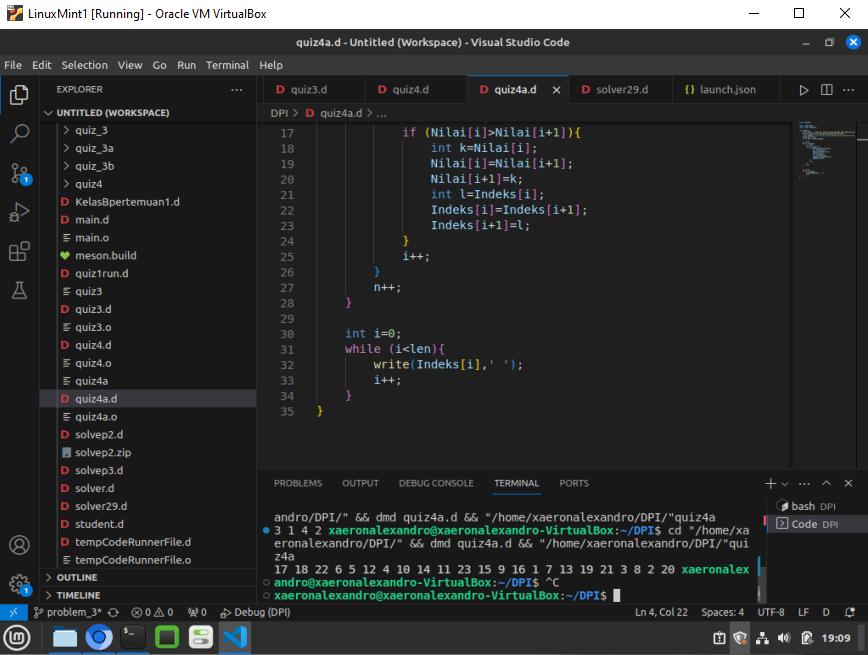 LinuxMint1 [Running] - Oracle VM VirtualBox
quiz4a.d - Untitled (Workspace) - Visual Studio Code
File Edit Selection View Go Run Terminal Help
EXPLORER
UNTITLED (WORKSPACE)
quiz_3
quiz_3a
quiz_3b
quiz4
KelasBpertemuan1.d
main.d
main.o
meson.build
quiz1run.d
quiz3
quiz3.d
quiz3.o
quiz4.d
quiz4.o
quiz4a
quiz4a.d
quiz4a.o
solvep2.d
solvep2.zip
solvep3.d
solver.d
solver29.d
student.d
tempCodeRunnerFile.d
tempCodeRunnerFile.o
OUTLINE
TIMELINE
quiz3.d quiz4.d quiz4a.d solver29.d launch.json
DPI > quiz4a.d > ...
17 if (Nilai[i]>Nilai[i+1]){
18 int k=Nilai[i];
19 Nilai[i]=Nilai[i+1];
20 Nilai[i+1]=k;
21 int l=Indeks[i];
22 Indeks[i]=Indeks[i+1];
23 Indeks[i+1]=l;
24 }
25 i++;
26 }
27 n++;
28 }
29
30 int i=0;
31 while (i<len){
32 write(Indeks[i],' ');
33 i++;
34 }
35 }
PROBLEMS OUTPUT DEBUG CONSOLE TERMINAL PORTS
andro/DPI/" && dmd quiz4a.d && "/home/xaeronalexandro/DPI/"quiz4a
3 1 4 2 xaeronalexandro@xaeronalexandro-VirtualBox:~/DPI$ cd "/home/xa
eronalexandro/DPI/" && dmd quiz4a.d && "/home/xaeronalexandro/DPI/"qui
z4a
17 18 22 6 5 12 4 10 14 11 23 15 9 16 1 7 13 19 21 3 8 2 20 xaeronalex
andro@xaeronalexandro-VirtualBox:~/DPI$ ^C
xaeronalexandro@xaeronalexandro-VirtualBox:~/DPI$
bash DPI
Code DPI
problem_3* 0 0 0 Debug (DPI) Ln 4, Col 22 Spaces: 4 UTF-8 LF D
19:09